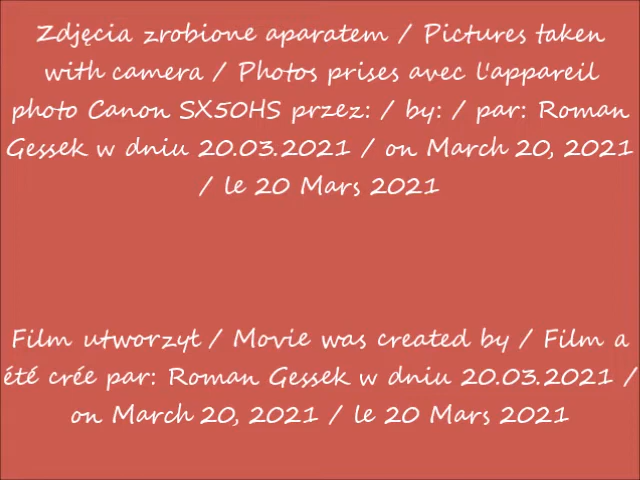 Zdjęcia zrobione aparatem / Pictures taken
with camera / Photos prises avec l'appareil
photo Canon SX50HS przez: / by: / par: Roman
Gessek w dniu 20.03.2021 / on March 20, 2021
/ le 20 Mars 2021
Film utworzył / Movie was created by / Film a
été crée par: Roman Gessek w dniu 20.03.2021 /
on March 20, 2021 / le 20 Mars 2021